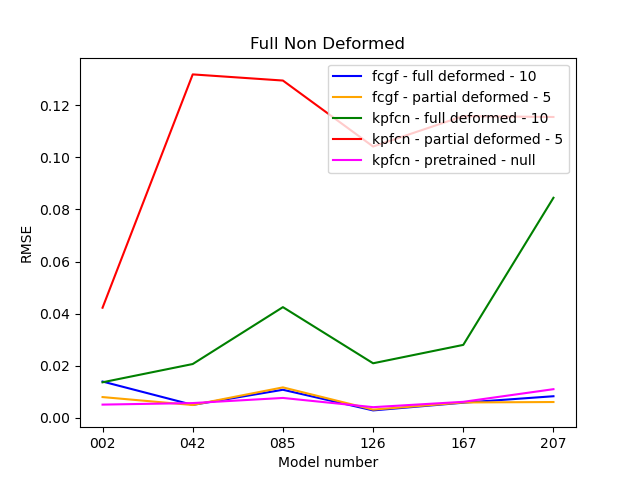 Full Non Deformed
fcgf - full deformed - 10
fcgf - partial deformed - 5
kpfcn - full deformed - 10
kpfcn - partial deformed - 5
kpfcn - pretrained - null
0.12
0.10
0.08
0.06
0.04
0.02
0.00
RMSE
002 042 085 126 167 207
Model number